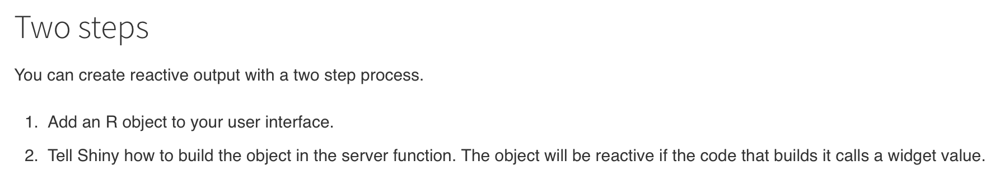 Two steps
You can create reactive output with a two step process.
1. Add an R object to your user interface.
2. Tell Shiny how to build the object in the server function. The object will be reactive if the code that builds it calls a widget value.